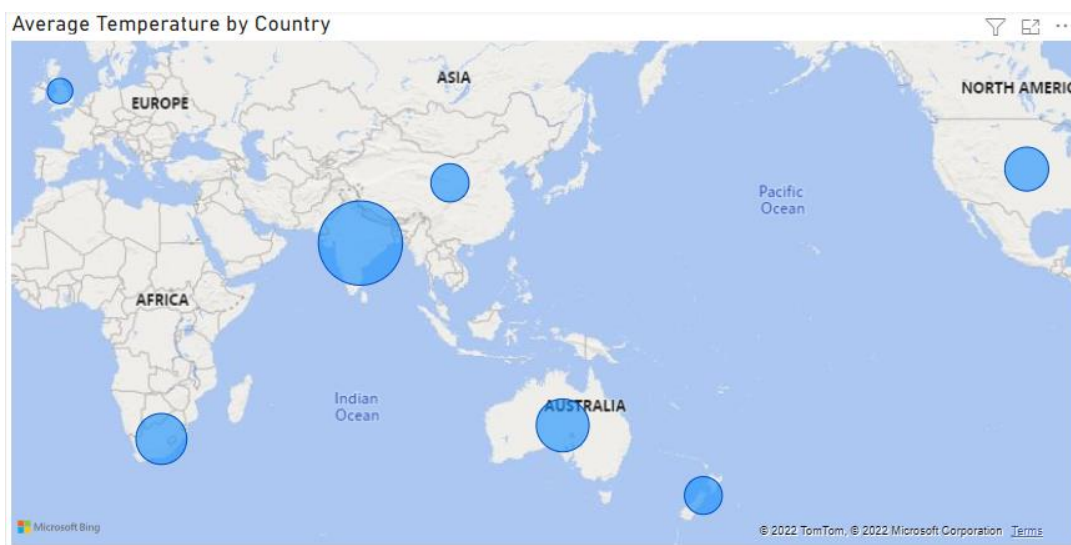 Average Temperature by Country
ASIA
NORTH AMERIC
EUROPE
Pacific
Ocean
AFRICA
Indian
Ocean
AUSTRALIA
Microsoft Bing
© 2022 TomTom, © 2022 Microsoft Corporation Terms